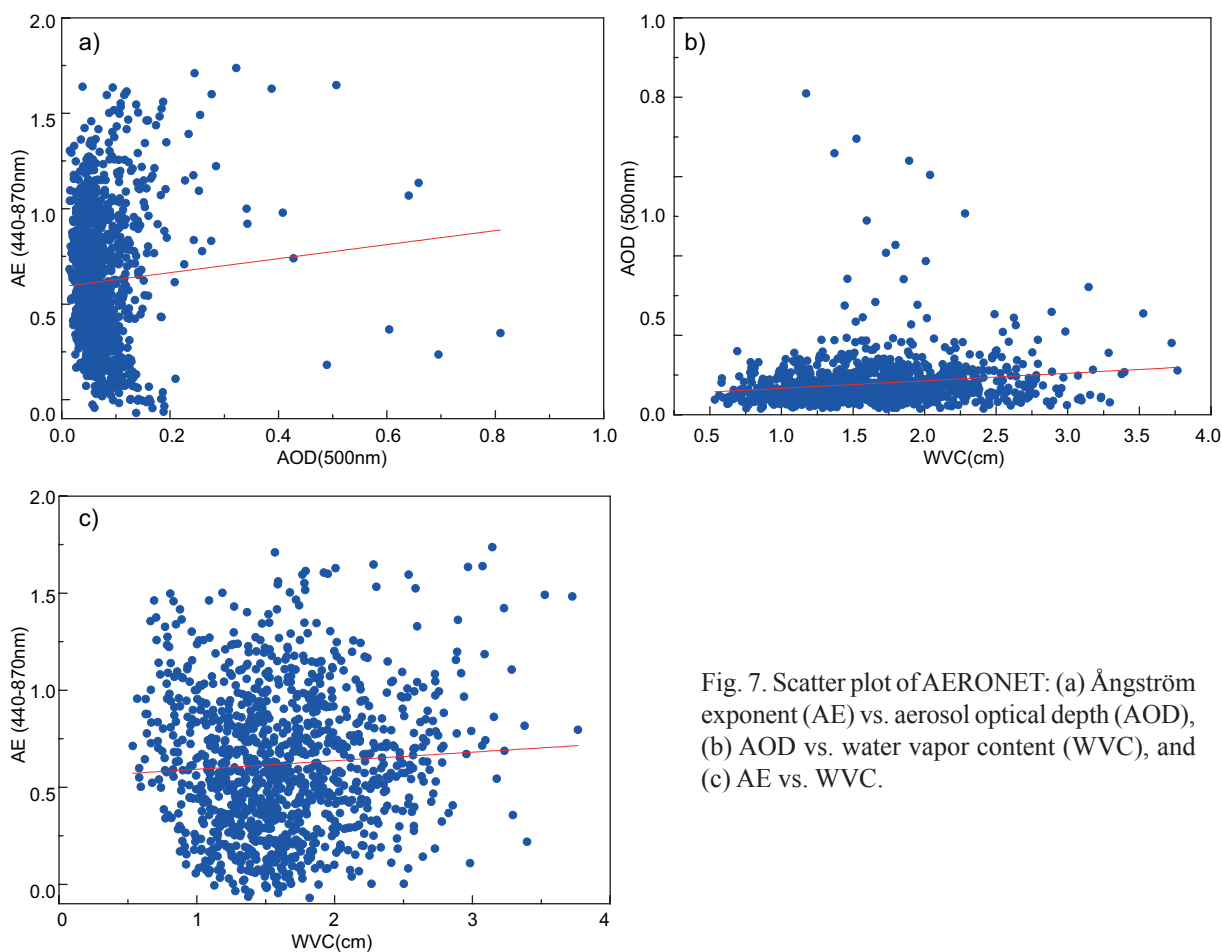 a)
2.0
1.5
1.0
0.5
0.0
AE (440-870nm)
0.0 0.2 0.4 0.6 0.8 1.0
AOD(500nm)
b)
1.0
0.8
1.0
0.5
0.0
AOD (500nm)
0.5 1.0 1.5 2.0 2.5 3.0 3.5 4.0
WVC(cm)
c)
2.0
1.5
1.0
0.5
0.0
AE (440-870nm)
0 1 2 3 4
WVC(cm)
Fig. 7. Scatter plot of AERONET: (a) Ångström
exponent (AE) vs. aerosol optical depth (AOD),
(b) AOD vs. water vapor content (WVC), and
(c) AE vs. WVC.